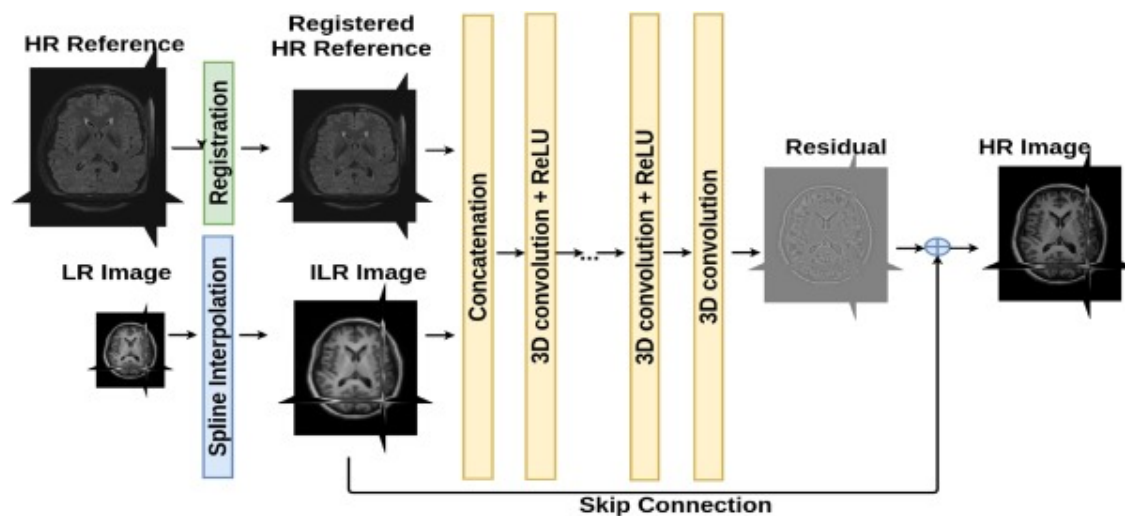 HR Reference
Registration
Registered
HR Reference
LR Image
Spline Interpolation
ILR Image
Concatenation
3D convolution + ReLU
...
3D convolution + ReLU
3D convolution
Residual
HR Image
Skip Connection